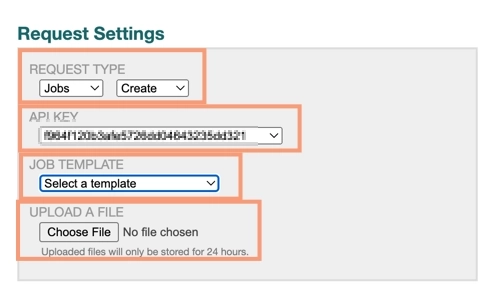 Request Settings
REQUEST TYPE
Jobs Create
API KEY
JOB TEMPLATE
Select a template
UPLOAD A FILE
Choose File No file chosen
Uploaded files will only be stored for 24 hours.